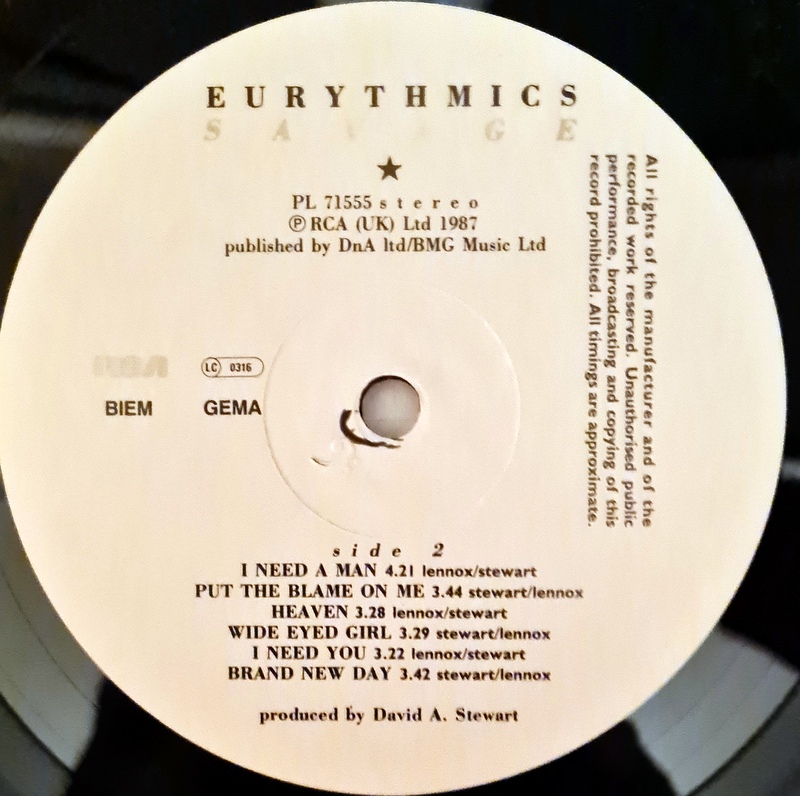 EURYTHMICS
SAVAGE
★
PL 71555 stereo
℗ RCA (UK) Ltd 1987
published by DnA ltd/BMG Music Ltd
All rights of the manufacturer and of the
recorded work reserved. Unauthorised public
performance, broadcasting and copying of this
record prohibited. All timings are approximate.
RCA
LC 0316
BIEM GEMA
side 2
I NEED A MAN 4.21 lennox/stewart
PUT THE BLAME ON ME 3.44 stewart/lennox
HEAVEN 3.28 lennox/stewart
WIDE EYED GIRL 3.29 stewart/lennox
I NEED YOU 3.22 lennox/stewart
BRAND NEW DAY 3.42 stewart/lennox
produced by David A. Stewart